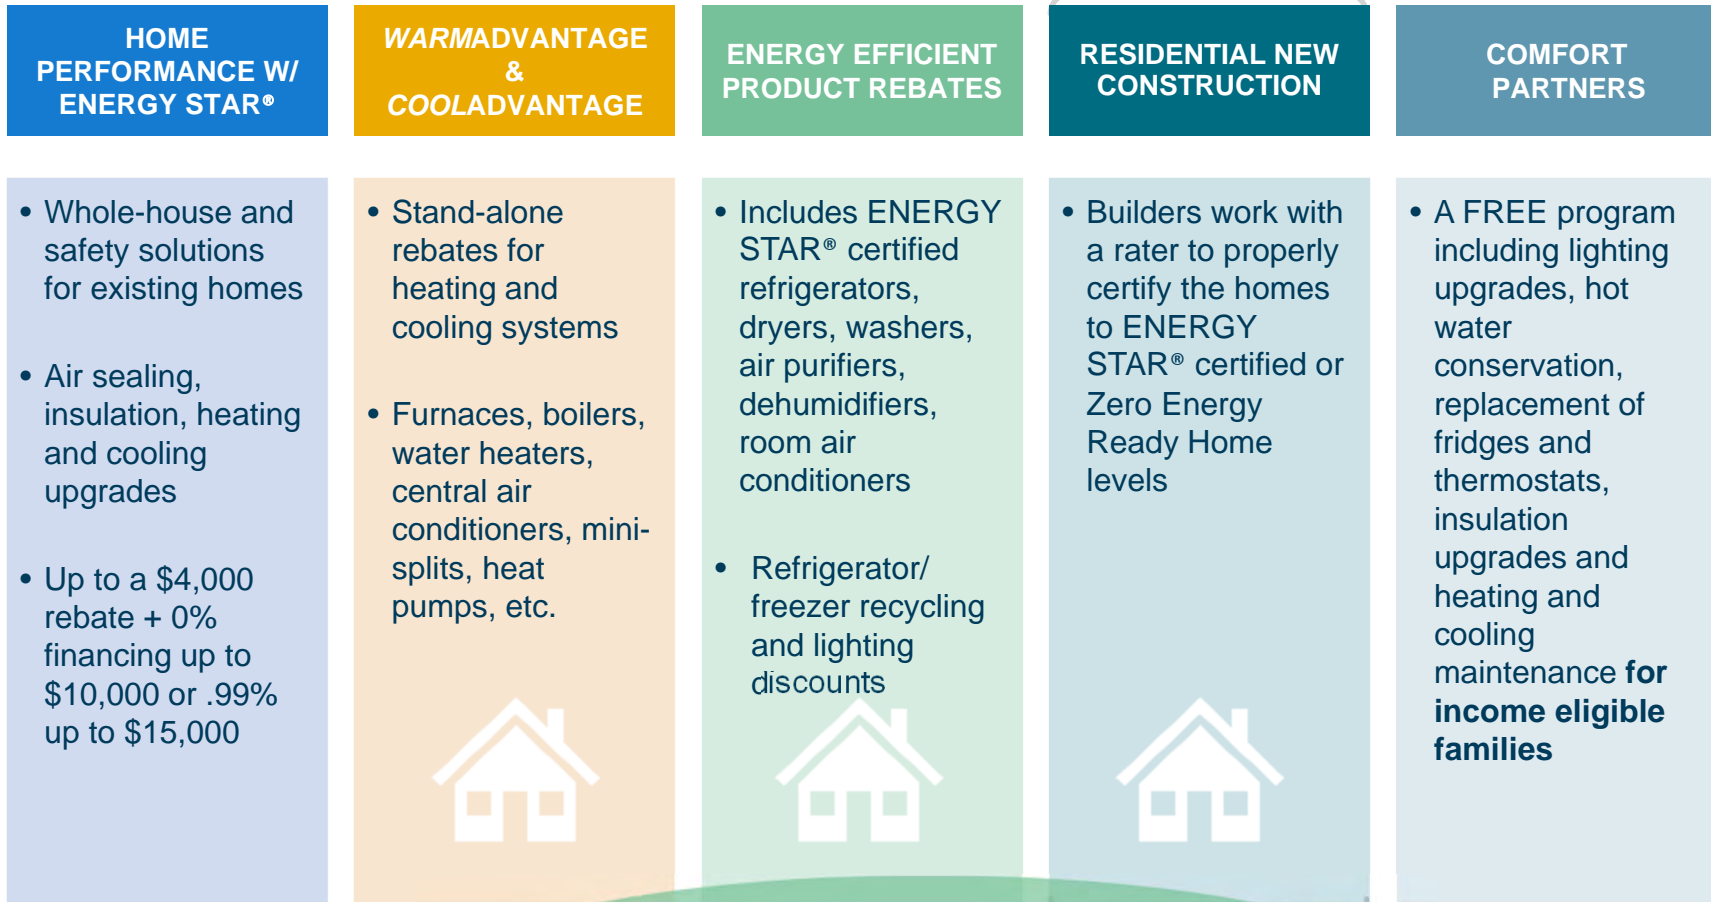 HOME
PERFORMANCE W/
ENERGY STAR®
• Whole-house and
safety solutions
for existing homes
• Air sealing,
insulation, heating
and cooling
upgrades
• Up to a $4,000
rebate + 0%
financing up to
$10,000 or .99%
up to $15,000
WARMADVANTAGE
&
COOLADVANTAGE
• Stand-alone
rebates for
heating and
cooling systems
• Furnaces, boilers,
water heaters,
central air
conditioners, mini-
splits, heat
pumps, etc.
ENERGY EFFICIENT
PRODUCT REBATES
• Includes ENERGY
STAR® certified
refrigerators,
dryers, washers,
air purifiers,
dehumidifiers,
room air
conditioners
• Refrigerator/
freezer recycling
and lighting
discounts
RESIDENTIAL NEW
CONSTRUCTION
• Builders work with
a rater to properly
certify the homes
to ENERGY
STAR® certified or
Zero Energy
Ready Home
levels
COMFORT
PARTNERS
• A FREE program
including lighting
upgrades, hot
water
conservation,
replacement of
fridges and
thermostats,
insulation
upgrades and
heating and
cooling
maintenance for
income eligible
families